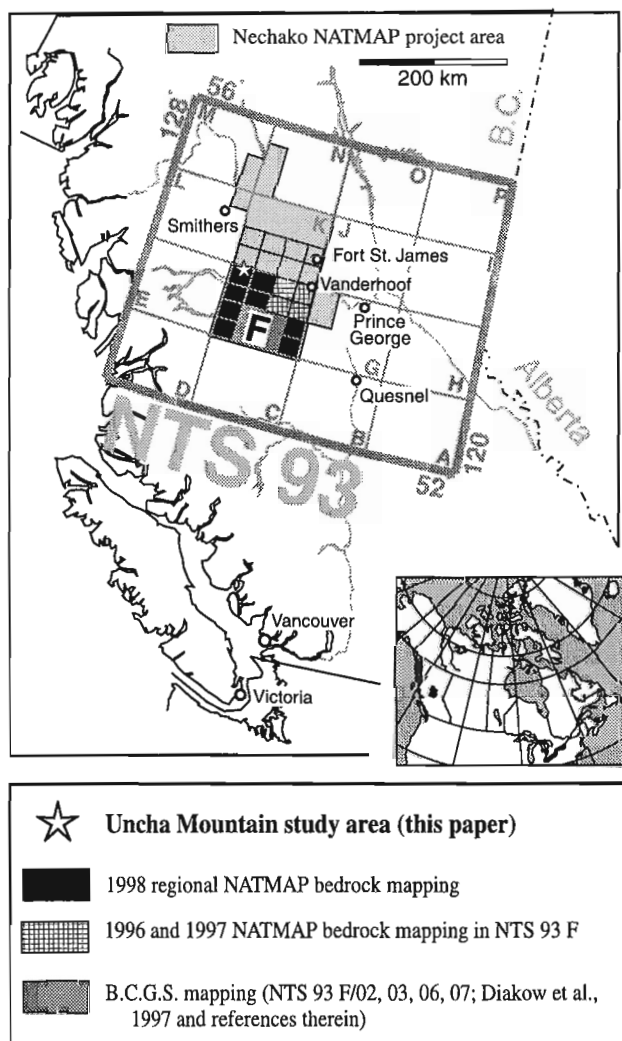 Nechako NATMAP project area
200 km
B.C.
56
128
M
N
O
P
L
Smithers
K
J
I
Fort St. James
Vanderhoof
E
F
Prince
George
G
H
Quesnel
D
C
B
A
120
52
Alberta
NTS 93
Vancouver
Victoria
Uncha Mountain study area (this paper)
1998 regional NATMAP bedrock mapping
1996 and 1997 NATMAP bedrock mapping in NTS 93 F
B.C.G.S. mapping (NTS 93 F/02, 03, 06, 07; Diakow et al.,
1997 and references therein)